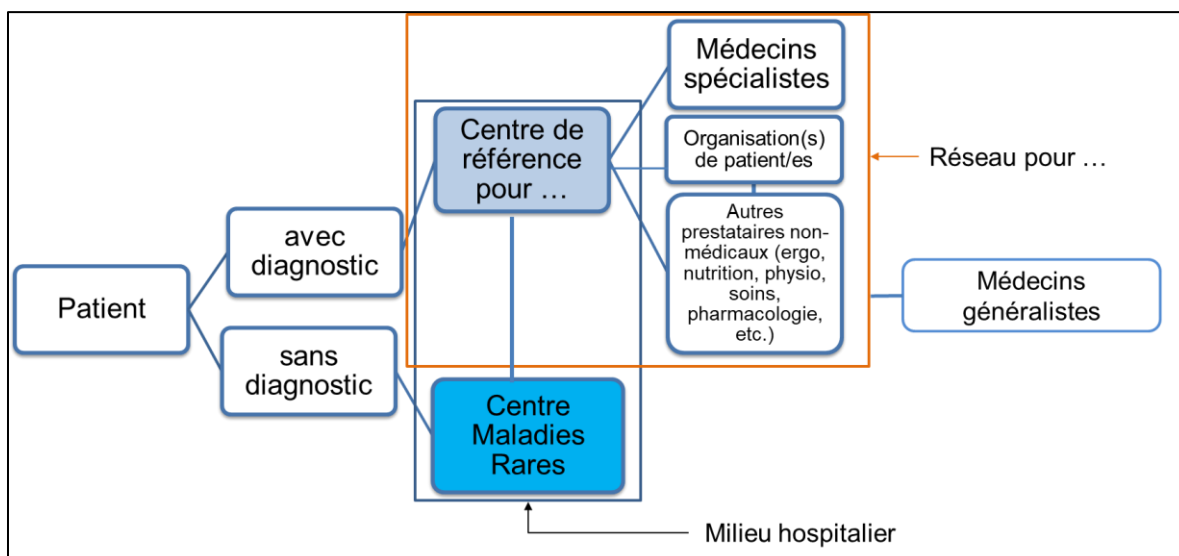 Patient
avec
diagnostic
sans
diagnostic
Centre de
référence
pour …
Centre
Maladies
Rares
Médecins
spécialistes
Organisation(s)
de patient/es
Autres
prestataires non-
médicaux (ergo,
nutrition, physio,
soins,
pharmacologie,
etc.)
Réseau pour …
Médecins
généralistes
Milieu hospitalier